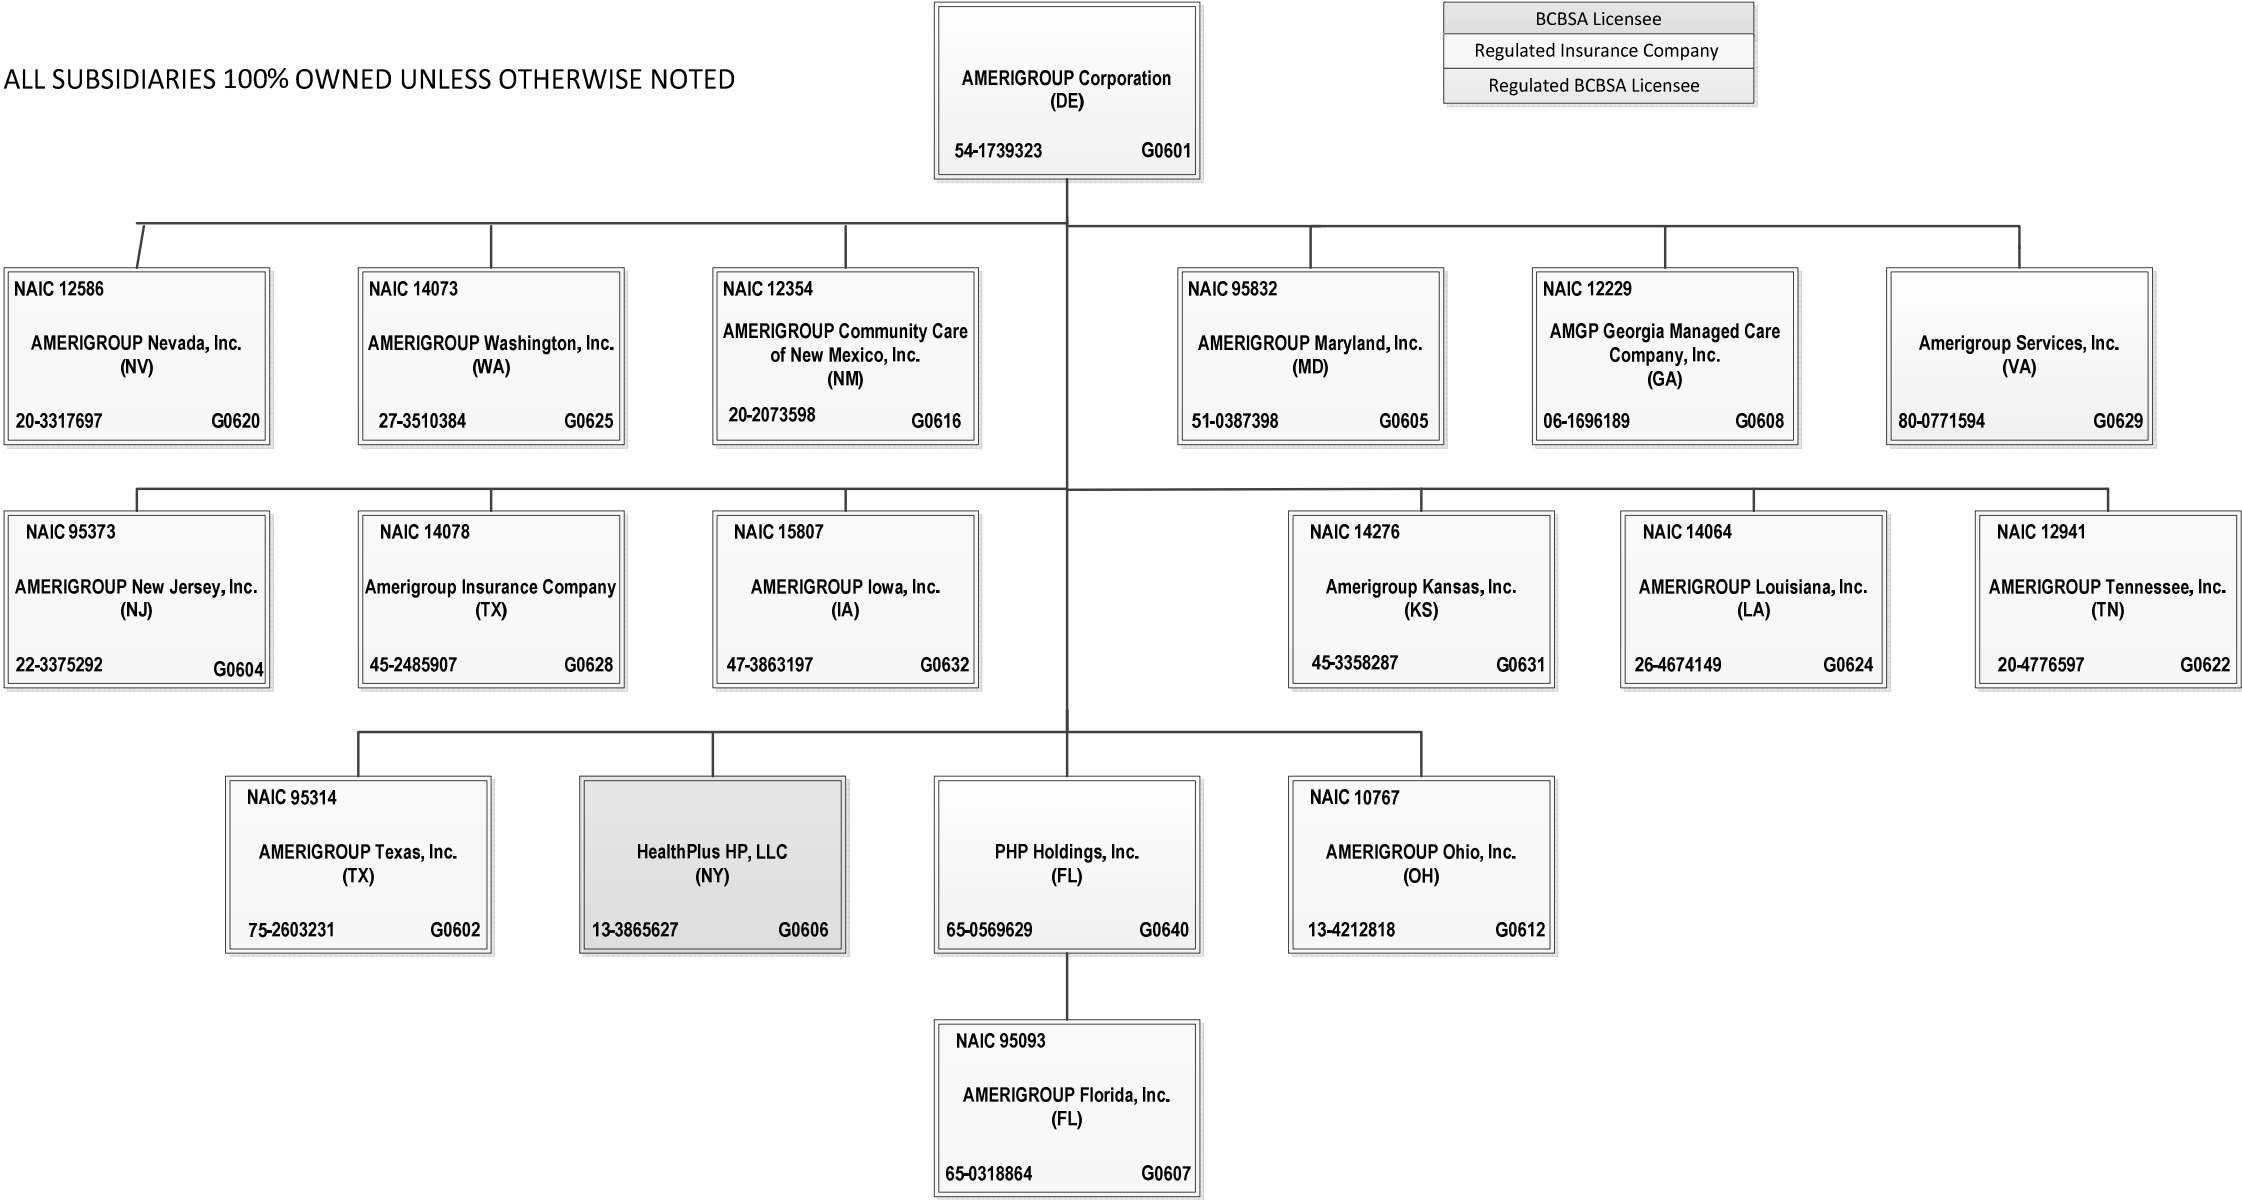 ALL SUBSIDIARIES 100% OWNED UNLESS OTHERWISE NOTED
AMERIGROUP Corporation
(DE)
54-1739323 G0601
BCBSA Licensee
Regulated Insurance Company
Regulated BCBSA Licensee
NAIC 12586
AMERIGROUP Nevada, Inc.
(NV)
20-3317697 G0620
NAIC 14073
AMERIGROUP Washington, Inc.
(WA)
27-3510384 G0625
NAIC 12354
AMERIGROUP Community Care
of New Mexico, Inc.
(NM)
20-2073598 G0616
NAIC 95832
AMERIGROUP Maryland, Inc.
(MD)
51-0387398 G0605
NAIC 12229
AMGP Georgia Managed Care
Company, Inc.
(GA)
06-1696189 G0608
Amerigroup Services, Inc.
(VA)
80-0771594 G0629
NAIC 95373
AMERIGROUP New Jersey, Inc.
(NJ)
22-3375292 G0604
NAIC 14078
Amerigroup Insurance Company
(TX)
45-2485907 G0628
NAIC 15807
AMERIGROUP Iowa, Inc.
(IA)
47-3863197 G0632
NAIC 14276
Amerigroup Kansas, Inc.
(KS)
45-3358287 G0631
NAIC 14064
AMERIGROUP Louisiana, Inc.
(LA)
26-4674149 G0624
NAIC 12941
AMERIGROUP Tennessee, Inc.
(TN)
20-4776597 G0622
NAIC 95314
AMERIGROUP Texas, Inc.
(TX)
75-2603231 G0602
HealthPlus HP, LLC
(NY)
13-3865627 G0606
PHP Holdings, Inc.
(FL)
65-0569629 G0640
NAIC 10767
AMERIGROUP Ohio, Inc.
(OH)
13-4212818 G0612
NAIC 95093
AMERIGROUP Florida, Inc.
(FL)
65-0318864 G0607